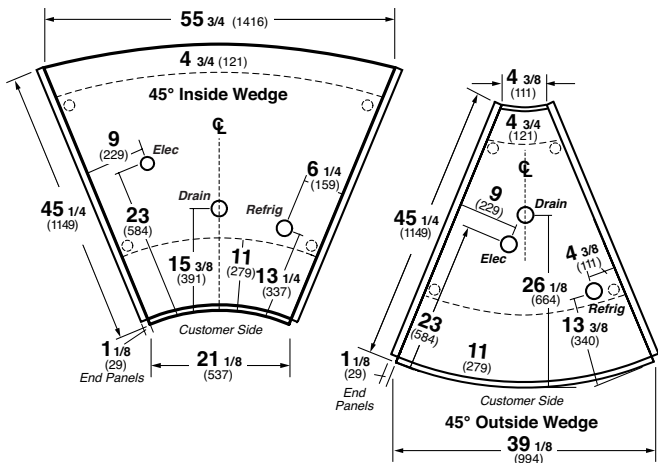 55 3/4 (1416)
4 3/4 (121)
45° Inside Wedge
℄
9
(229)
Elec
6 1/4
(159)
Drain
Refrig
45 1/4
(1149)
23
(584)
15 3/8
(391)
11
(279)
13 1/4
(337)
Customer Side
1 1/8
(29)
End Panels
21 1/8
(537)
4 3/8
(111)
4 3/4
(121)
℄
9
(229)
Drain
Elec
45 1/4
(1149)
4 3/8
(111)
26 1/8
(664)
Refrig
23
(584)
13 3/8
(340)
11
(279)
1 1/8
(29)
End
Panels
Customer Side
45° Outside Wedge
39 1/8
(994)